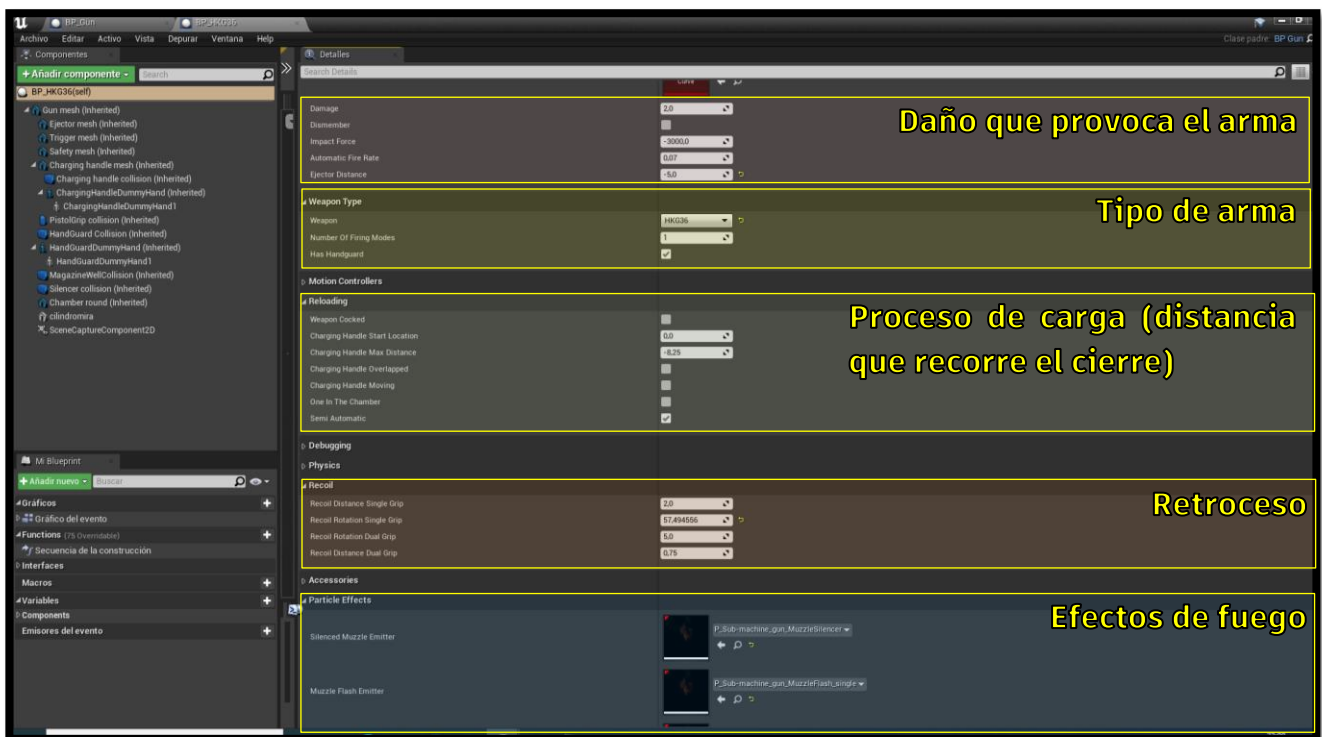 BP_Gun
BP_HKG36
Archivo Editar Activo Vista Depurar Ventana Help
Clase padre: BP Gun
Componentes
+Añadir componente
Search
BP_HKG36(self)
Gun mesh (Inherited)
Ejector mesh (Inherited)
Trigger mesh (Inherited)
Safety mesh (Inherited)
Charging handle mesh (Inherited)
Charging handle collision (Inherited)
ChargingHandleDummyHand (Inherited)
ChargingHandleDummyHand1
PistolGrip collision (Inherited)
HandGuard Collision (Inherited)
HandGuardDummyHand (Inherited)
HandGuardDummyHand1
MagazineWellCollision (Inherited)
Silencer collision (Inherited)
Chamber round (Inherited)
cilindromira
SceneCaptureComponent2D
Mi Blueprint
+Añadir nuevo
Buscar
Gráficos
Gráfico del evento
Functions (75 Overridable)
Secuencia de la construcción
Interfaces
Macros
Variables
Components
Emisores del evento
Detalles
Search Details
Curve
Damage 2,0
Dismember
Impact Force -3000,0
Automatic Fire Rate 0,07
Ejector Distance -5,0
Daño que provoca el arma
Weapon Type
Weapon HKG36
Number Of Firing Modes 1
Has Handguard
Tipo de arma
Motion Controllers
Reloading
Weapon Cocked
Charging Handle Start Location 0,0
Charging Handle Max Distance -8,25
Charging Handle Overlapped
Charging Handle Moving
One In The Chamber
Semi Automatic
Proceso de carga (distancia
que recorre el cierre)
Debugging
Physics
Recoil
Recoil Distance Single Grip 2,0
Recoil Rotation Single Grip 57,494556
Recoil Rotation Dual Grip 5,0
Recoil Distance Dual Grip 0,75
Retroceso
Accessories
Particle Effects
Silenced Muzzle Emitter P_Sub-machine_gun_MuzzleSilencer
Muzzle Flash Emitter P_Sub-machine_gun_MuzzleFlash_single
Efectos de fuego